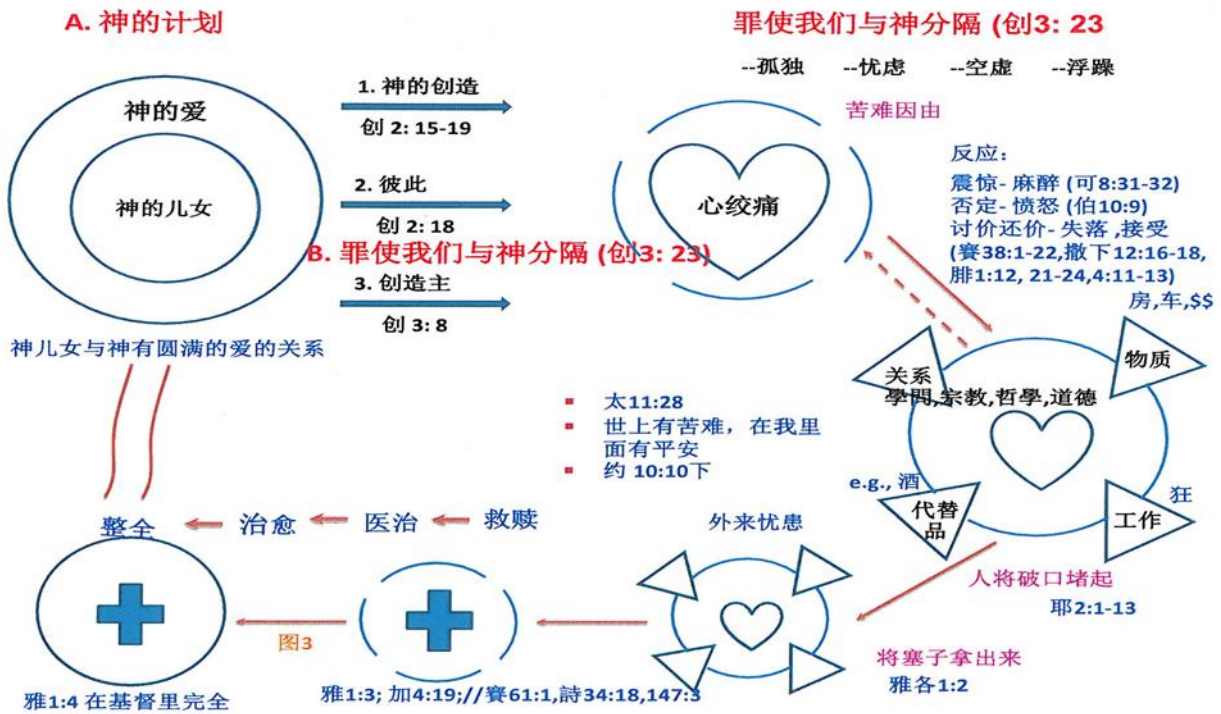 A. 神的计划
罪使我们与神分隔 (创3: 23
--孤独 --忧虑 --空虚 --浮躁
神的爱
神的儿女
1. 神的创造
创 2: 15-19
2. 彼此
创 2: 18
B. 罪使我们与神分隔 (创3: 23)
3. 创造主
创 3: 8
神儿女与神有圆满的爱的关系
苦难因由
心绞痛
反应：
震惊- 麻醉 (可8:31-32)
否定- 愤怒 (伯10:9)
讨价还价- 失落 ,接受
(賽38:1-22,撒下12:16-18,
腓1:12, 21-24,4:11-13)
房,车,$$
关系
物质
學問,宗教,哲學,道德
e.g., 酒
代替
品
工作
狂
▪ 太11:28
▪ 世上有苦难，在我里
面有平安
▪ 约 10:10下
整全
治愈
医治
救赎
外来忧患
人将破口堵起
耶2:1-13
将塞子拿出来
雅各1:2
图3
雅1:4 在基督里完全
雅1:3; 加4:19;//賽61:1,詩34:18,147:3